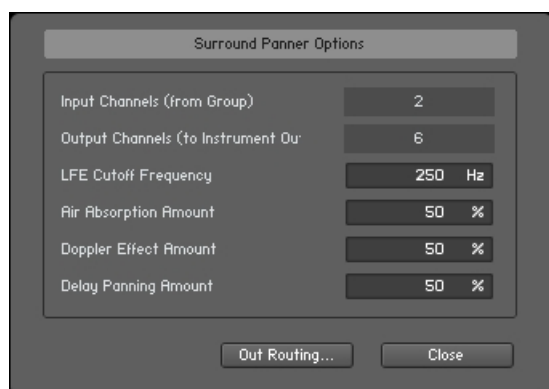 Surround Panner Options
Input Channels (from Group) 2
Output Channels (to Instrument Ou 6
LFE Cutoff Frequency 250 Hz
Air Absorption Amount 50 %
Doppler Effect Amount 50 %
Delay Panning Amount 50 %
Out Routing... Close